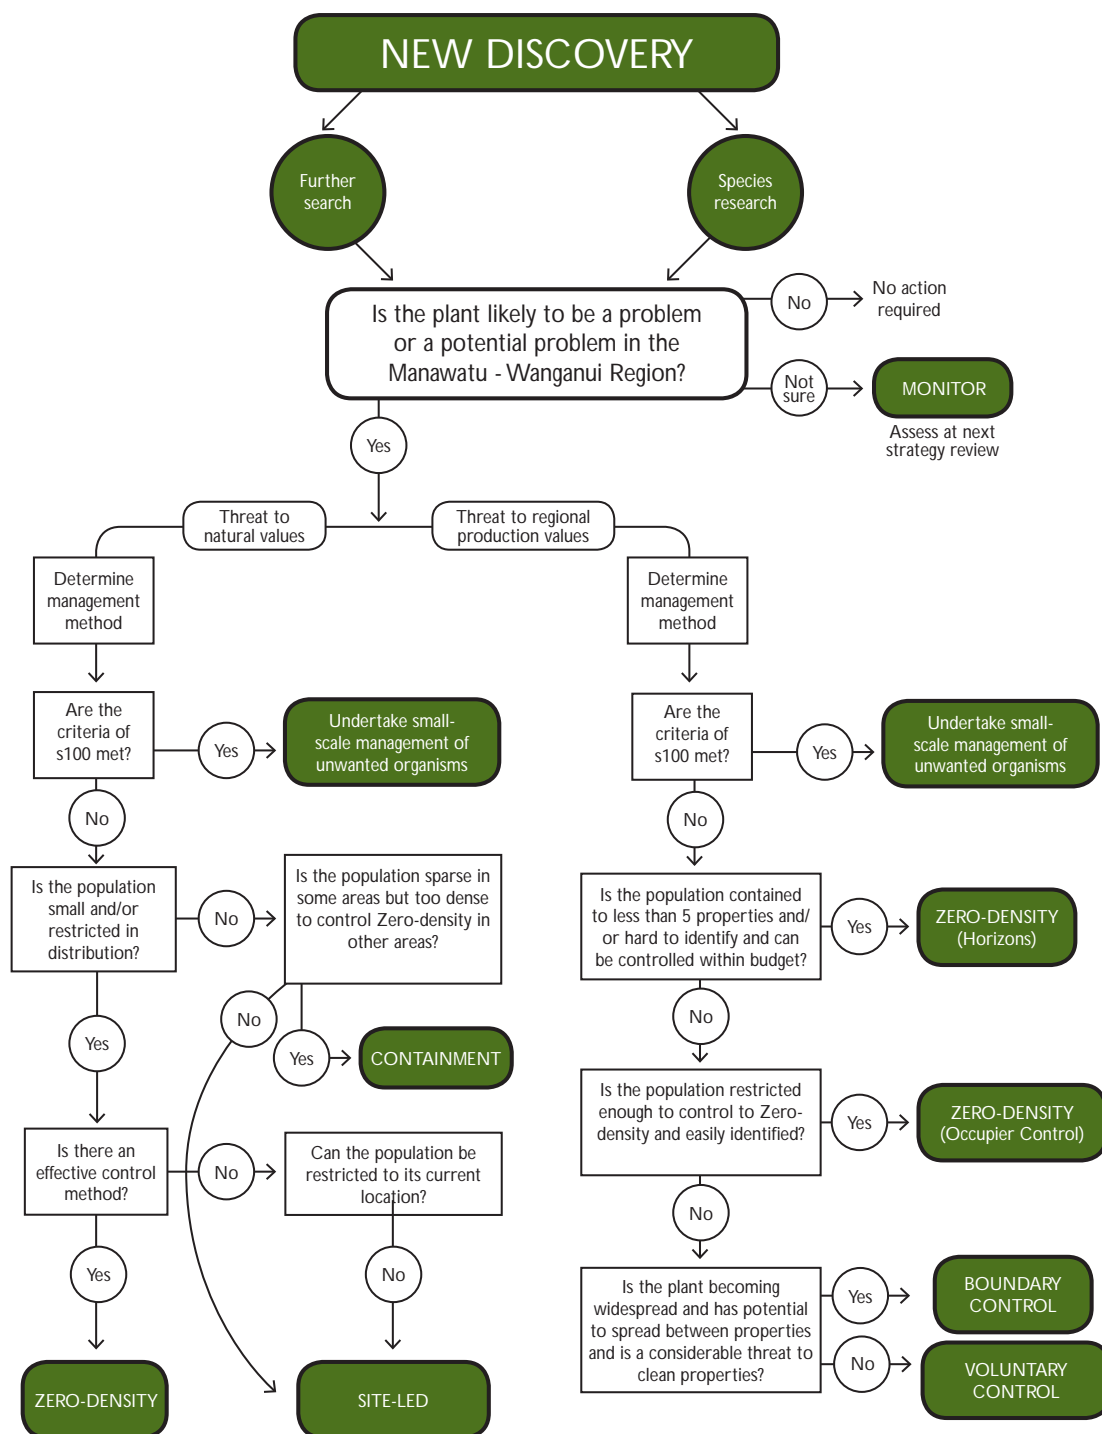 NEW DISCOVERY
Further
search
Species
research
Is the plant likely to be a problem
or a potential problem in the
Manawatu - Wanganui Region?
No
No action
required
Not
sure
MONITOR
Assess at next
strategy review
Yes
Threat to
natural values
Threat to regional
production values
Determine
management
method
Determine
management
method
Are the
criteria of
s100 met?
Yes
Undertake small-
scale management of
unwanted organisms
Are the
criteria of
s100 met?
Yes
Undertake small-
scale management of
unwanted organisms
No
No
Is the population
small and/or
restricted in
distribution?
No
Is the population sparse in
some areas but too dense
to control Zero-density in
other areas?
Is the population contained
to less than 5 properties and/
or hard to identify and can
be controlled within budget?
Yes
ZERO-DENSITY
(Horizons)
No
Yes
CONTAINMENT
Yes
No
Is the population restricted
enough to control to Zero-
density and easily identified?
Yes
ZERO-DENSITY
(Occupier Control)
Is there an
effective control
method?
No
Can the population be
restricted to its current
location?
No
Yes
No
Is the plant becoming
widespread and has potential
to spread between properties
and is a considerable threat to
clean properties?
Yes
BOUNDARY
CONTROL
No
VOLUNTARY
CONTROL
ZERO-DENSITY
SITE-LED